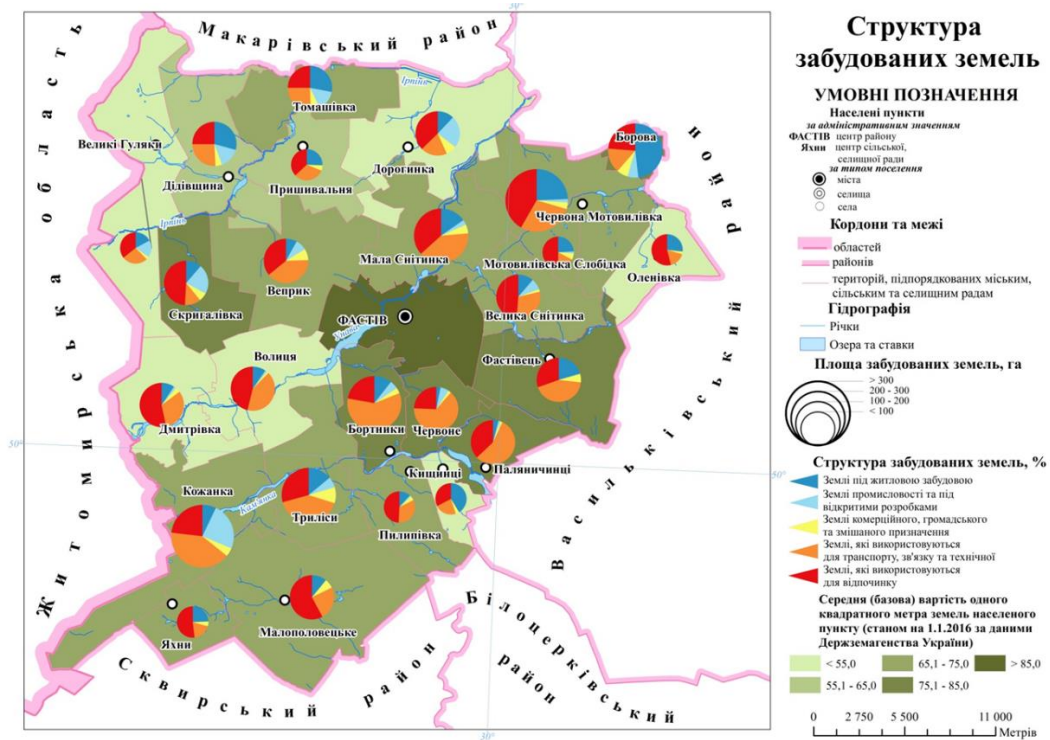 Структура
забудованих земель
УМОВНІ ПОЗНАЧЕННЯ
Населені пункти
за адміністративним значенням
ФАСТІВ центр району
Яхни центр сільської,
селищної ради
за типом поселення
міста
селища
села
Кордони та межі
областей
районів
територій, підпорядкованих міським,
сільським та селищним радам
Гідрографія
Річки
Озера та ставки
Площа забудованих земель, га
> 300
200 - 300
100 - 200
< 100
Структура забудованих земель, %
Землі під житловою забудовою
Землі промисловості та під
відкритими розробками
Землі комерційного, громадського
та змішаного призначення
Землі, які використовуються
для транспорту, зв'язку та технічної
Землі, які використовуються
для відпочинку
Середня (базова) вартість одного
квадратного метра земель населеного
пункту (станом на 1.1.2016 за даними
Держземагенства України)
< 55,0
65,1 - 75,0
> 85,0
55,1 - 65,0
75,1 - 85,0
0 2 750 5 500 11 000
Метрів
30°
Макарівський район
Житомирська область
Васильківський район
Білоцерківський район
Сквирський район
Ірпінь
Томашівка
Борова
Великі Гуляки
Дорогинка
Пришивальня
Дідівщина
Червона Мотовилівка
Ірпінь
Мала Снітинка
Мотовилівська Слобідка
Оленівка
Веприк
Скригалівка
Велика Снітинка
ФАСТІВ
Унава
Волиця
Фастівець
Дмитрівка
Бортники
Червоне
50°
Кищинці
Паляничинці
50°
Кожанка
Кам'янка
Триліси
Пилипівка
Яхни
Малополовецьке
30°